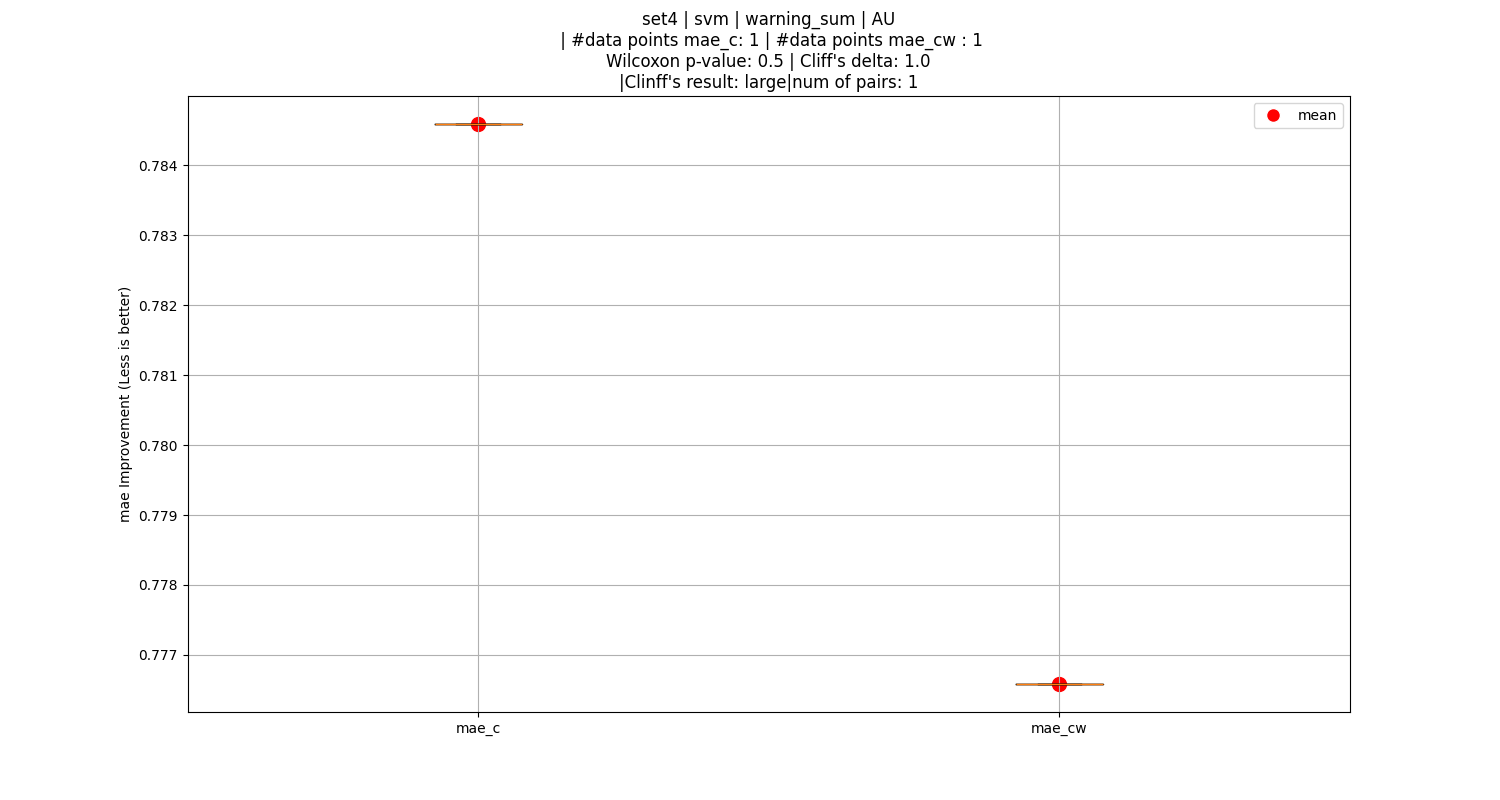 set4 | svm | warning_sum | AU
| #data points mae_c: 1 | #data points mae_cw : 1
Wilcoxon p-value: 0.5 | Cliff's delta: 1.0
|Clinff's result: large|num of pairs: 1
mean
0.784
0.783
0.782
0.781
0.780
0.779
0.778
0.777
mae Improvement (Less is better)
mae_c
mae_cw